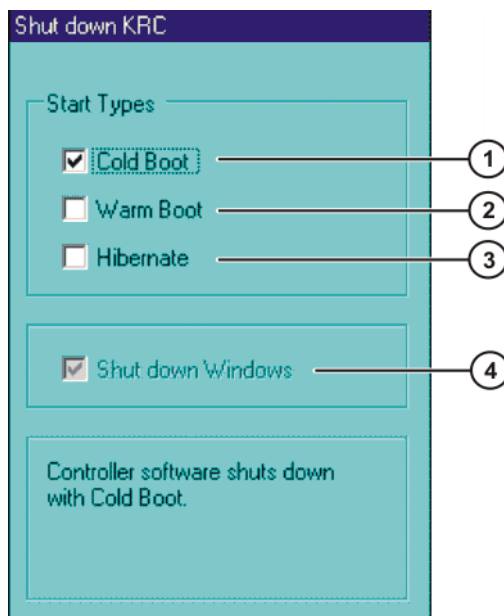 Shut down KRC
Start Types
Cold Boot
1
Warm Boot
2
Hibernate
3
Shut down Windows
4
Controller software shuts down
with Cold Boot.